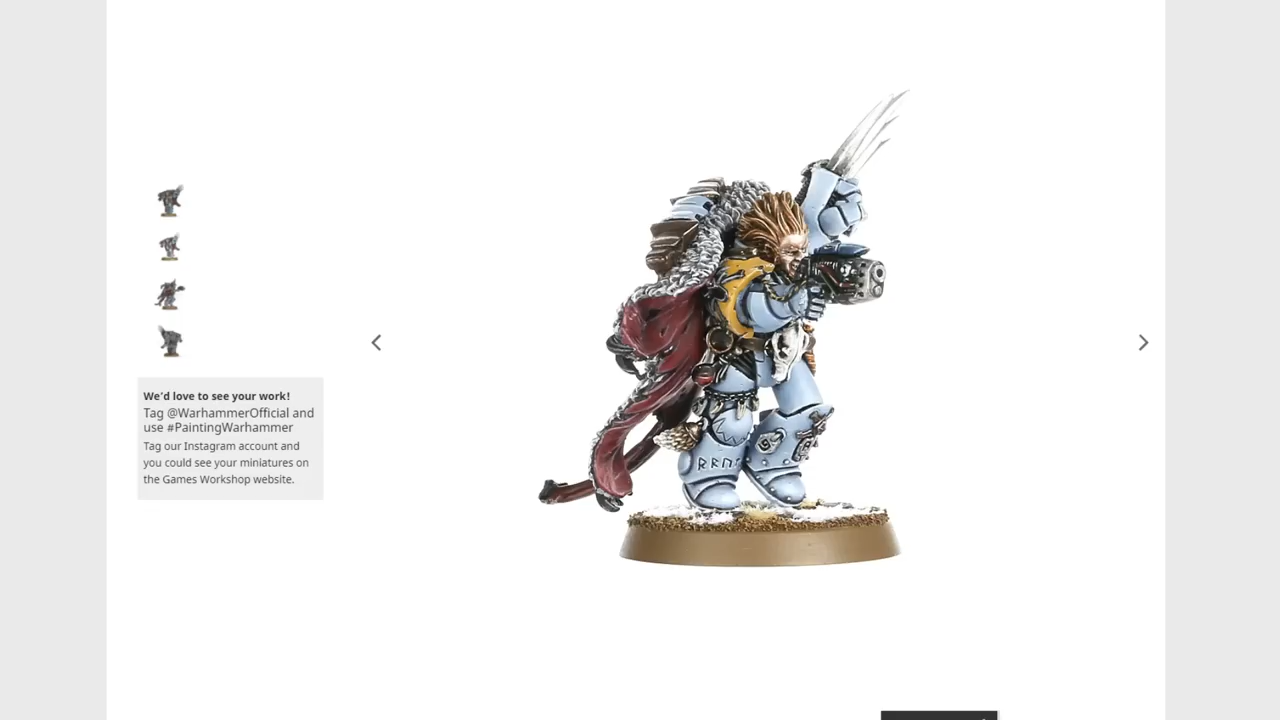 We'd love to see your work!
Tag @WarhammerOfficial and
use #PaintingWarhammer
Tag our Instagram account and
you could see your miniatures on
the Games Workshop website.